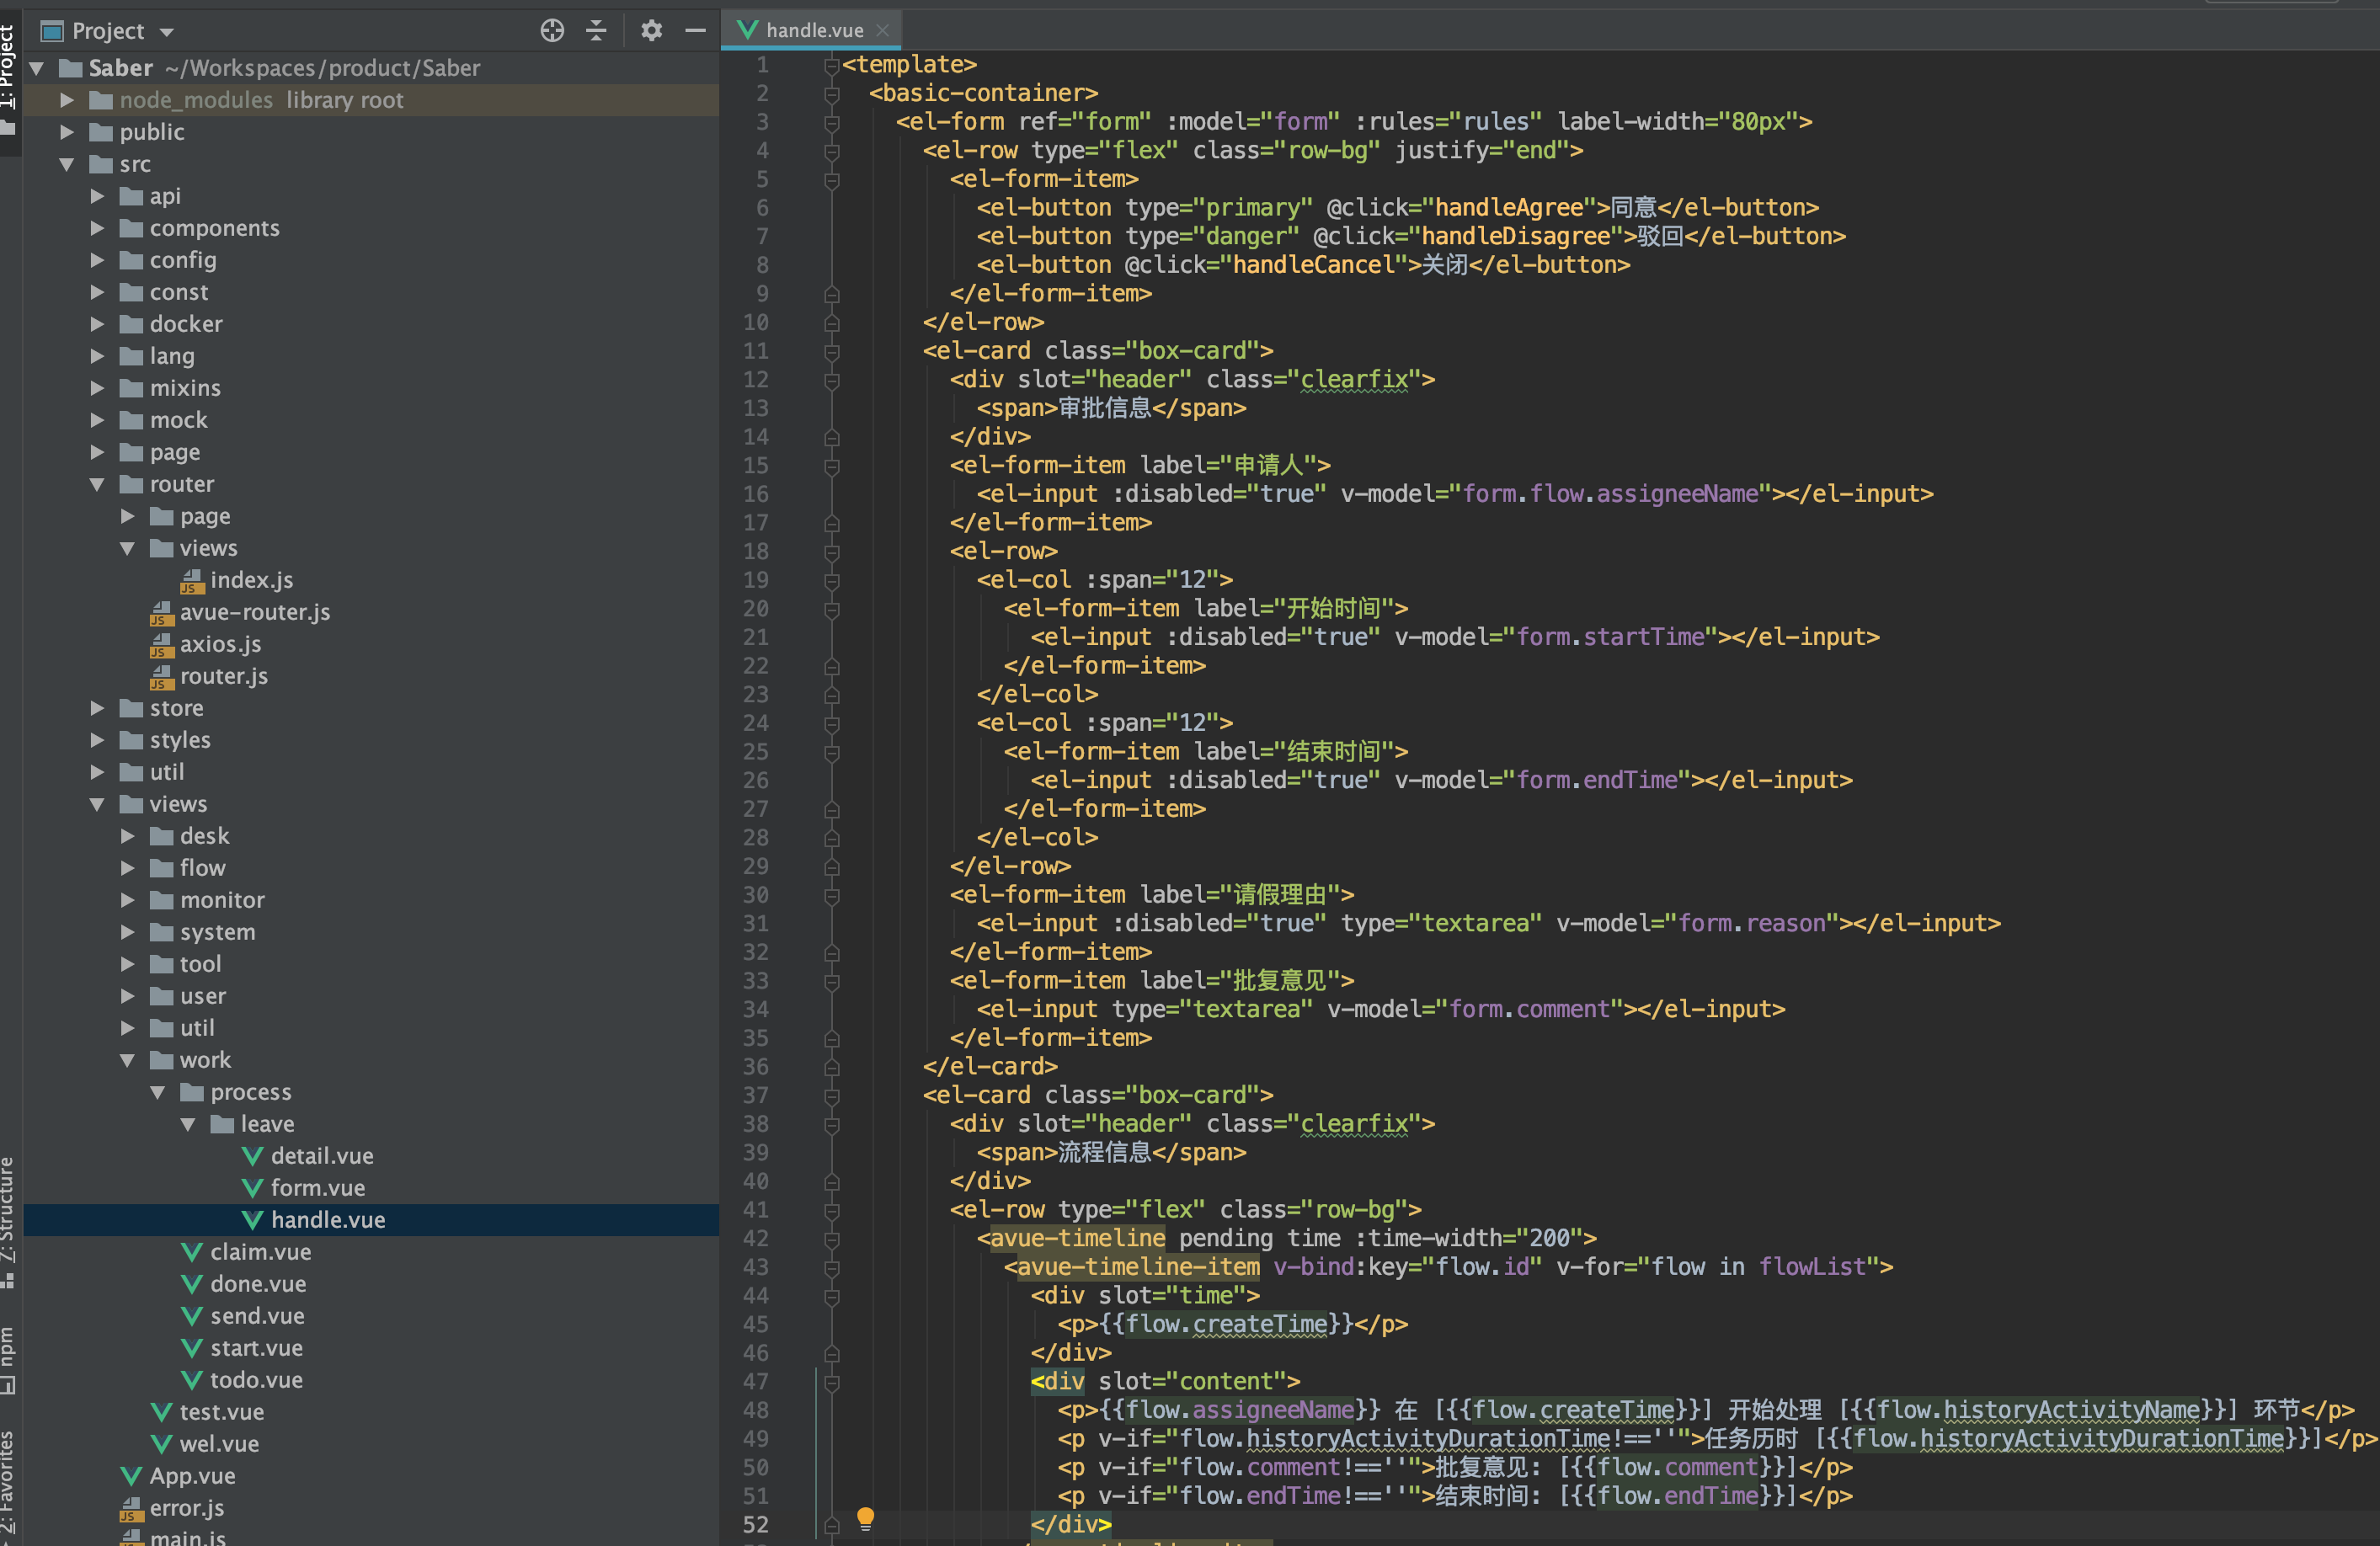 Project
handle.vue
1: Project
Saber ~/Workspaces/product/Saber
node_modules library root
public
src
api
components
config
const
docker
lang
mixins
mock
page
router
page
views
index.js
avue-router.js
axios.js
router.js
store
styles
util
views
desk
flow
monitor
system
tool
user
util
work
process
leave
detail.vue
form.vue
handle.vue
claim.vue
done.vue
send.vue
start.vue
todo.vue
test.vue
wel.vue
App.vue
error.js
main.js
Z: Structure
npm
2: Favorites
1 <template>
2 <basic-container>
3 <el-form ref="form" :model="form" :rules="rules" label-width="80px">
4 <el-row type="flex" class="row-bg" justify="end">
5 <el-form-item>
6 <el-button type="primary" @click="handleAgree">同意</el-button>
7 <el-button type="danger" @click="handleDisagree">驳回</el-button>
8 <el-button @click="handleCancel">关闭</el-button>
9 </el-form-item>
10 </el-row>
11 <el-card class="box-card">
12 <div slot="header" class="clearfix">
13 <span>审批信息</span>
14 </div>
15 <el-form-item label="申请人">
16 <el-input :disabled="true" v-model="form.flow.assigneeName"></el-input>
17 </el-form-item>
18 <el-row>
19 <el-col :span="12">
20 <el-form-item label="开始时间">
21 <el-input :disabled="true" v-model="form.startTime"></el-input>
22 </el-form-item>
23 </el-col>
24 <el-col :span="12">
25 <el-form-item label="结束时间">
26 <el-input :disabled="true" v-model="form.endTime"></el-input>
27 </el-form-item>
28 </el-col>
29 </el-row>
30 <el-form-item label="请假理由">
31 <el-input :disabled="true" type="textarea" v-model="form.reason"></el-input>
32 </el-form-item>
33 <el-form-item label="批复意见">
34 <el-input type="textarea" v-model="form.comment"></el-input>
35 </el-form-item>
36 </el-card>
37 <el-card class="box-card">
38 <div slot="header" class="clearfix">
39 <span>流程信息</span>
40 </div>
41 <el-row type="flex" class="row-bg">
42 <avue-timeline pending time :time-width="200">
43 <avue-timeline-item v-bind:key="flow.id" v-for="flow in flowList">
44 <div slot="time">
45 <p>{{flow.createTime}}</p>
46 </div>
47 <div slot="content">
48 <p>{{flow.assigneeName}} 在 [{{flow.createTime}}] 开始处理 [{{flow.historyActivityName}}] 环节</p>
49 <p v-if="flow.historyActivityDurationTime!==''">任务历时 [{{flow.historyActivityDurationTime}}]</p>
50 <p v-if="flow.comment!==''">批复意见: [{{flow.comment}}]</p>
51 <p v-if="flow.endTime!==''">结束时间: [{{flow.endTime}}]</p>
52 </div>